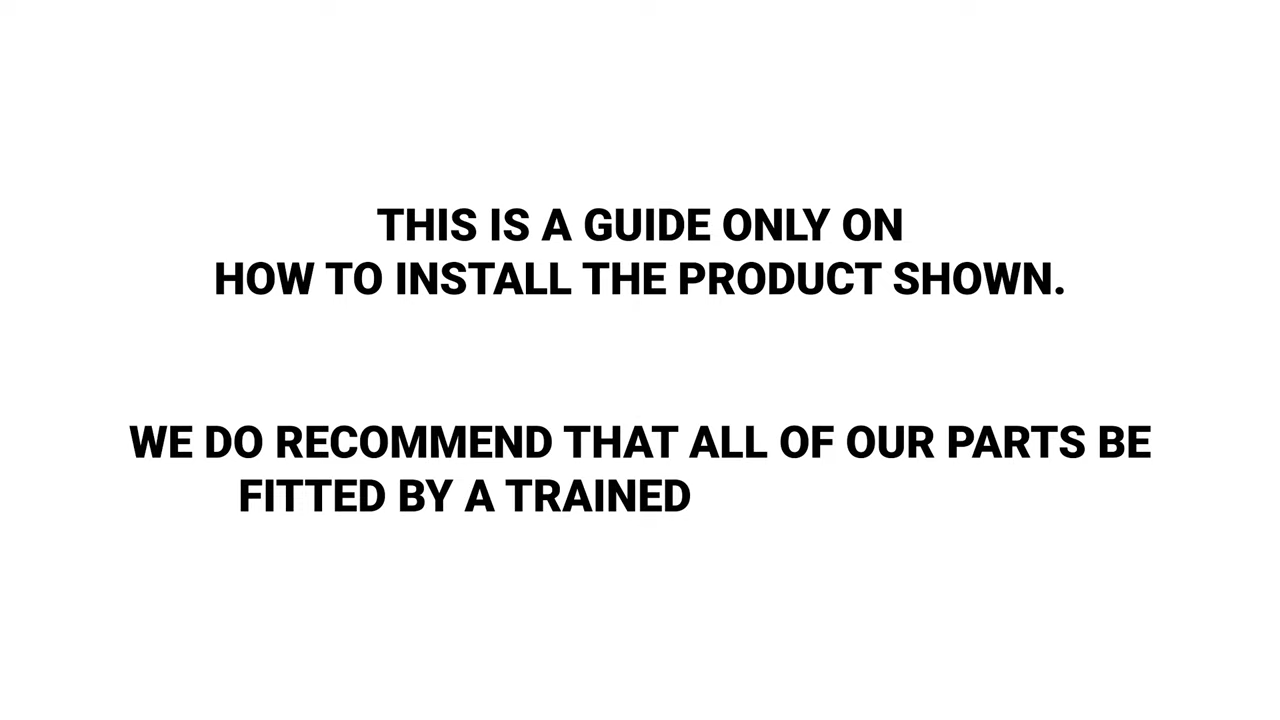 THIS IS A GUIDE ONLY ON
HOW TO INSTALL THE PRODUCT SHOWN.
WE DO RECOMMEND THAT ALL OF OUR PARTS BE
FITTED BY A TRAINED